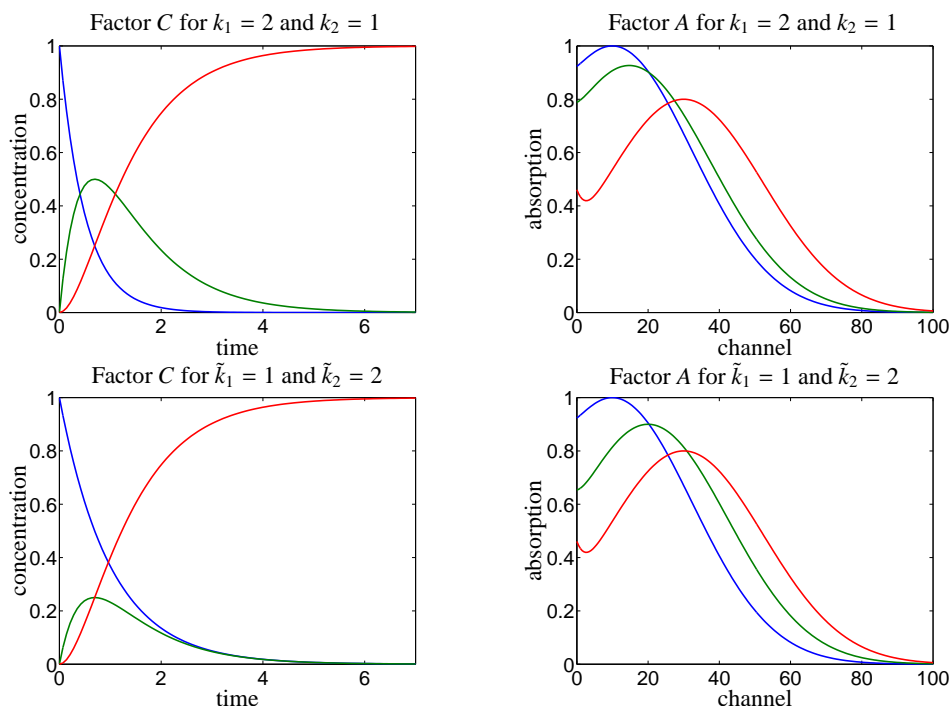 Factor C for k₁ = 2 and k₂ = 1
concentration
1
0.8
0.6
0.4
0.2
0
0 2 4 6
time
Factor A for k₁ = 2 and k₂ = 1
absorption
1
0.8
0.6
0.4
0.2
0
0 20 40 60 80 100
channel
Factor C for k̃₁ = 1 and k̃₂ = 2
concentration
1
0.8
0.6
0.4
0.2
0
0 2 4 6
time
Factor A for k̃₁ = 1 and k̃₂ = 2
absorption
1
0.8
0.6
0.4
0.2
0
0 20 40 60 80 100
channel